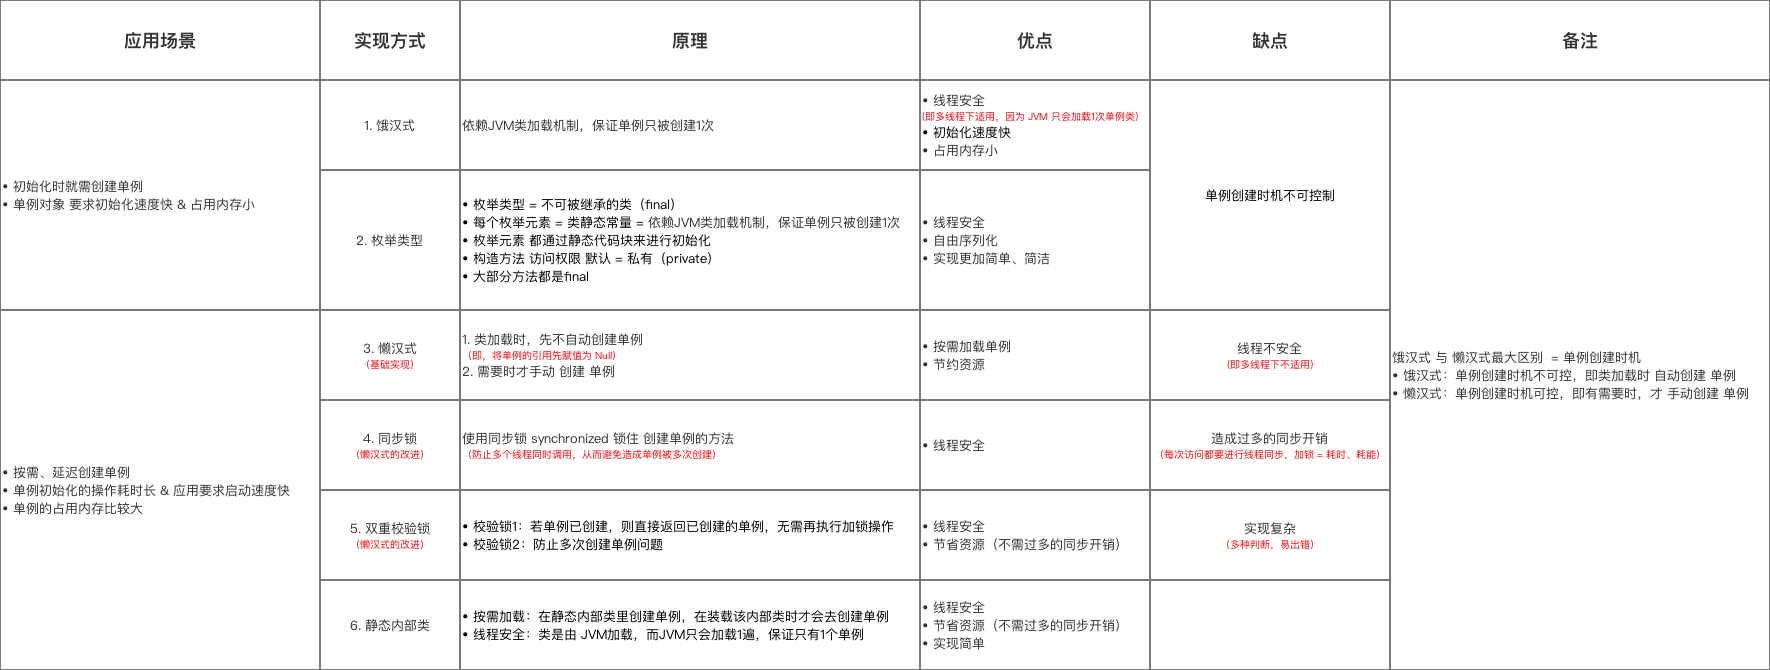 应用场景
实现方式
原理
优点
缺点
备注
• 初始化时就需创建单例
• 单例对象 要求初始化速度快 & 占用内存小
1. 饿汉式
依赖JVM类加载机制，保证单例只被创建1次
• 线程安全
（即多线程下适用，因为 JVM 只会加载1次单例类）
• 初始化速度快
• 占用内存小
单例创建时机不可控制
2. 枚举类型
• 枚举类型 = 不可被继承的类（final）
• 每个枚举元素 = 类静态常量 = 依赖JVM类加载机制，保证单例只被创建1次
• 枚举元素 都通过静态代码块来进行初始化
• 构造方法 访问权限 默认 = 私有（private）
• 大部分方法都是final
• 线程安全
• 自由序列化
• 实现更加简单、简洁
• 按需、延迟创建单例
• 单例初始化的操作耗时长 & 应用要求启动速度快
• 单例的占用内存比较大
3. 懒汉式
（基础实现）
1. 类加载时，先不自动创建单例
（即，将单例的引用先赋值为 Null）
2. 需要时才手动 创建 单例
• 按需加载单例
• 节约资源
线程不安全
（即多线程下不适用）
饿汉式 与 懒汉式最大区别 = 单例创建时机
• 饿汉式：单例创建时机不可控，即类加载时 自动创建 单例
• 懒汉式：单例创建时机可控，即有需要时，才 手动创建 单例
4. 同步锁
（懒汉式的改进）
使用同步锁 synchronized 锁住 创建单例的方法
（防止多个线程同时调用，从而避免造成单例被多次创建）
• 线程安全
造成过多的同步开销
（每次访问都要进行线程同步，加锁 = 耗时、耗能）
5. 双重校验锁
（懒汉式的改进）
• 校验锁1：若单例已创建，则直接返回已创建的单例，无需再执行加锁操作
• 校验锁2：防止多次创建单例问题
• 线程安全
• 节省资源（不需过多的同步开销）
实现复杂
（多种判断，易出错）
6. 静态内部类
• 按需加载：在静态内部类里创建单例，在装载该内部类时才会去创建单例
• 线程安全：类是由 JVM加载，而JVM只会加载1遍，保证只有1个单例
• 线程安全
• 节省资源（不需过多的同步开销）
• 实现简单